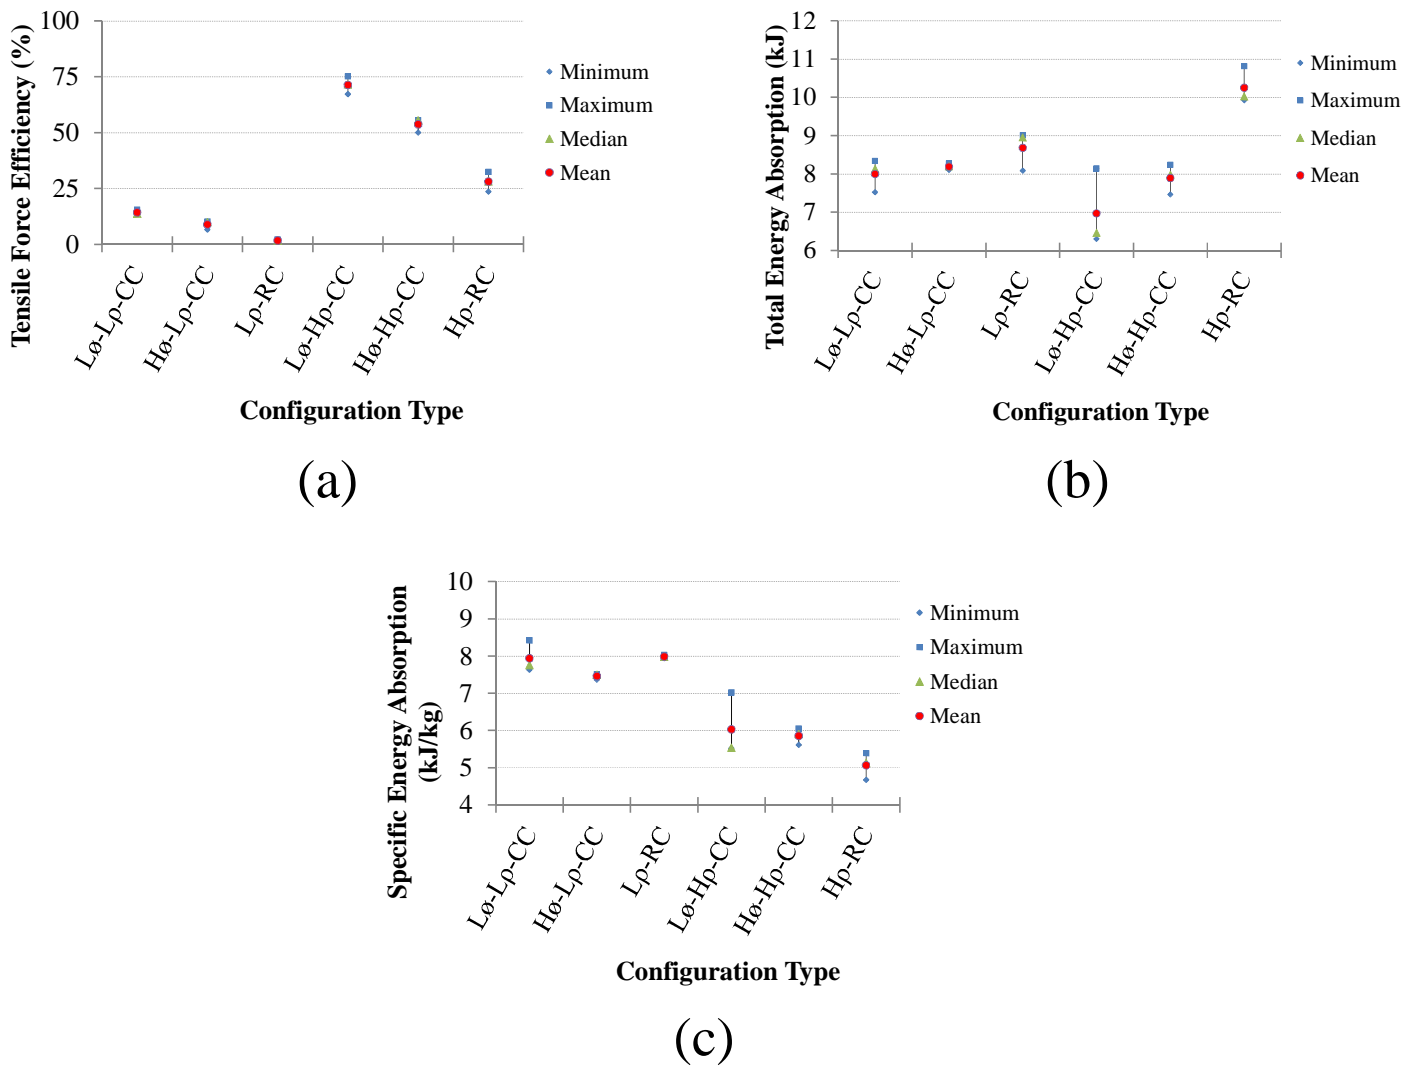 Tensile Force Efficiency (%)
100
75
50
25
0
Lø-Lρ-CC
Hø-Lρ-CC
Lρ-RC
Lø-Hρ-CC
Hø-Hρ-CC
Hρ-RC
Configuration Type
Minimum
Maximum
Median
Mean
(a)
Total Energy Absorption (kJ)
12
11
10
9
8
7
6
Lø-Lρ-CC
Hø-Lρ-CC
Lρ-RC
Lø-Hρ-CC
Hø-Hρ-CC
Hρ-RC
Configuration Type
Minimum
Maximum
Median
Mean
(b)
Specific Energy Absorption
(kJ/kg)
10
9
8
7
6
5
4
Lø-Lρ-CC
Hø-Lρ-CC
Lρ-RC
Lø-Hρ-CC
Hø-Hρ-CC
Hρ-RC
Configuration Type
Minimum
Maximum
Median
Mean
(c)